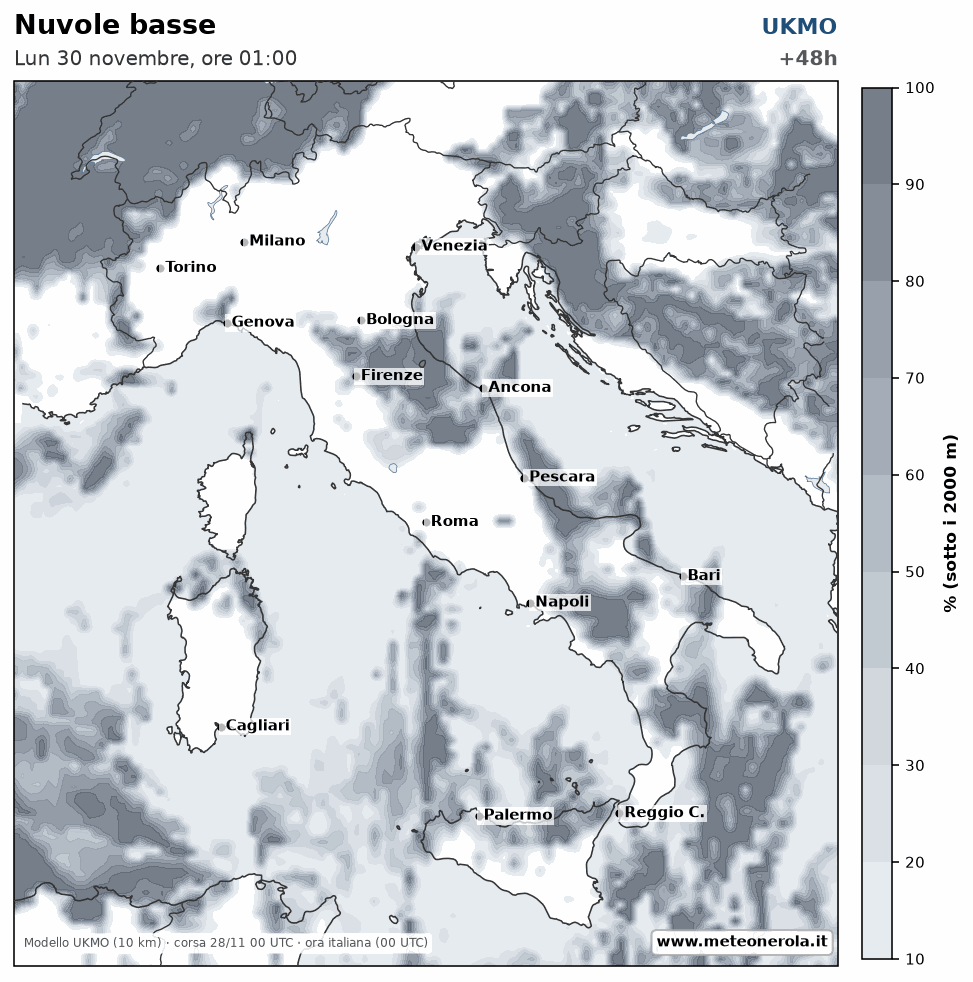 Nuvole basse
UKMO
Lun 30 novembre, ore 01:00
+48h
100
90
80
70
60
50
40
30
20
10
% (sotto i 2000 m)
Milano
Venezia
Torino
Genova
Bologna
Firenze
Ancona
Pescara
Roma
Bari
Napoli
Cagliari
Palermo
Reggio C.
Modello UKMO (10 km) · corsa 28/11 00 UTC · ora italiana (00 UTC)
www.meteonerola.it